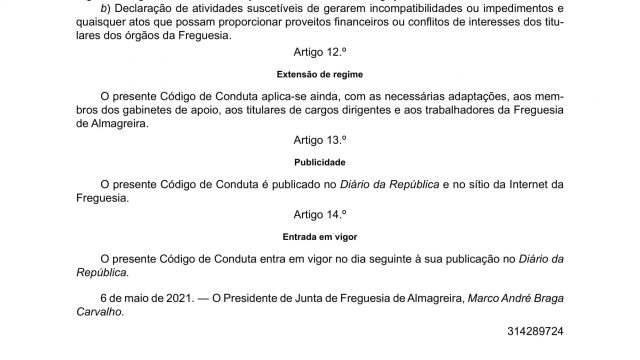 b) Declaração de atividades suscetíveis de gerarem incompatibilidades ou impedimentos e
quaisquer atos que possam proporcionar proveitos financeiros ou conflitos de interesses dos titu-
lares dos órgãos da Freguesia.
Artigo 12.º
Extensão de regime
O presente Código de Conduta aplica-se ainda, com as necessárias adaptações, aos mem-
bros dos gabinetes de apoio, aos titulares de cargos dirigentes e aos trabalhadores da Freguesia
de Almagreira.
Artigo 13.º
Publicidade
O presente Código de Conduta é publicado no Diário da República e no sítio da Internet da
Freguesia.
Artigo 14.º
Entrada em vigor
O presente Código de Conduta entra em vigor no dia seguinte à sua publicação no Diário da
República.
6 de maio de 2021. — O Presidente de Junta de Freguesia de Almagreira, Marco André Braga
Carvalho.
314289724